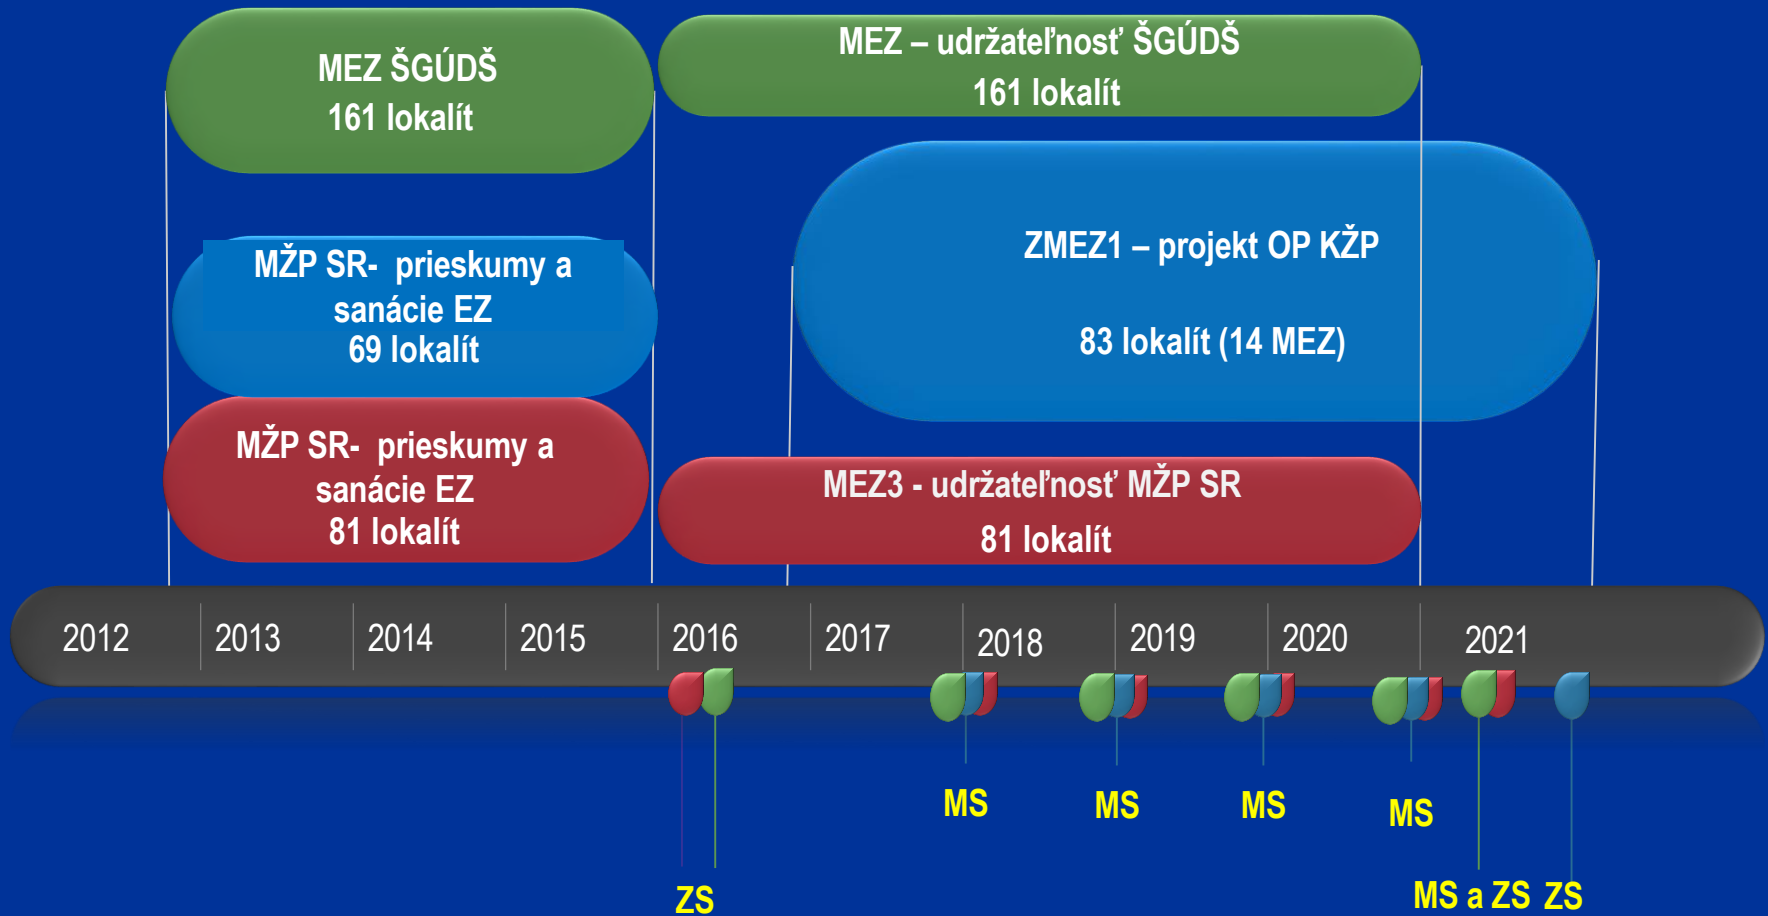 MEZ ŠGÚDŠ
161 lokalít
MEZ – udržateľnosť ŠGÚDŠ
161 lokalít
MŽP SR-  prieskumy a
sanácie EZ
69 lokalít
ZMEZ1 – projekt OP KŽP
83 lokalít (14 MEZ)
MŽP SR-  prieskumy a
sanácie EZ
81 lokalít
MEZ3 - udržateľnosť MŽP SR
81 lokalít
2012
2013
2014
2015
2016
2017
2018
2019
2020
2021
MS
MS
MS
MS
ZS
MS a ZS
ZS